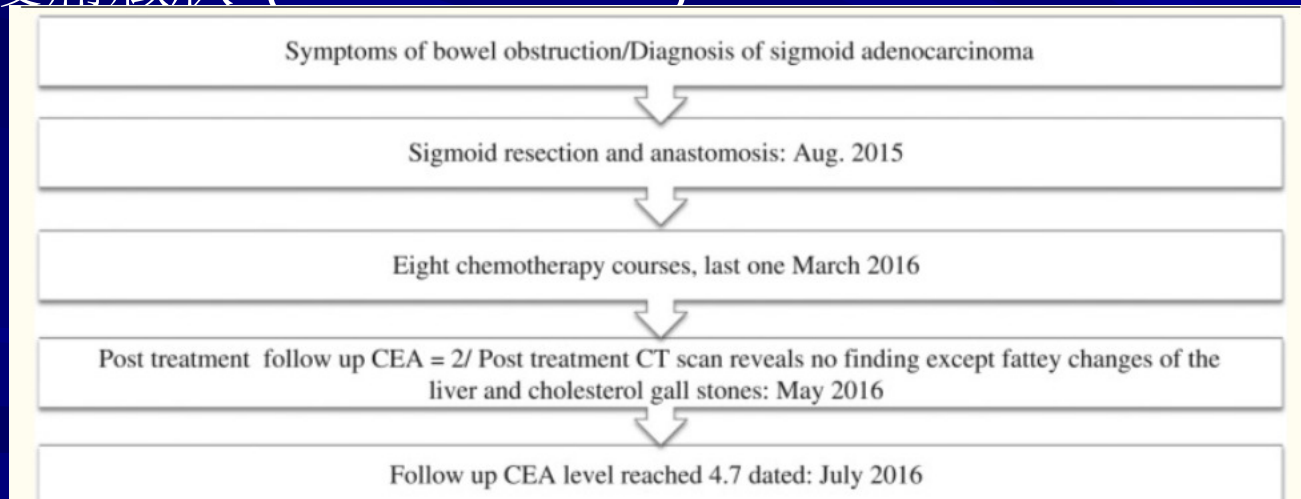 Symptoms of bowel obstruction/Diagnosis of sigmoid adenocarcinoma
Sigmoid resection and anastomosis: Aug. 2015
Eight chemotherapy courses, last one March 2016
Post treatment  follow up CEA = 2/ Post treatment CT scan reveals no finding except fattey changes of the
liver and cholesterol gall stones: May 2016
Follow up CEA level reached 4.7 dated: July 2016